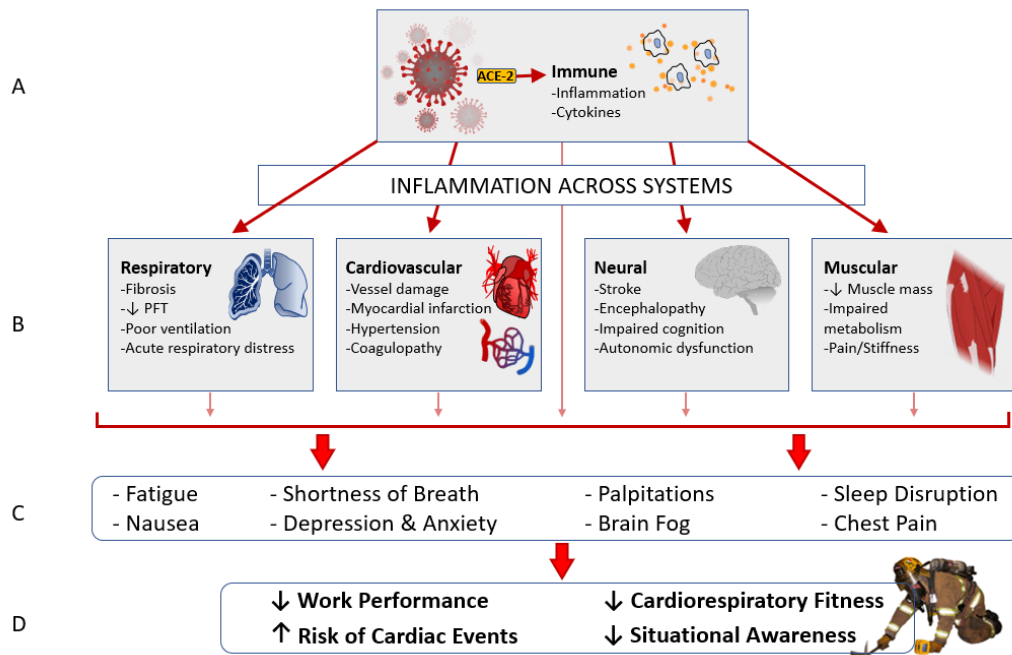 A
ACE-2
Immune
-Inflammation
-Cytokines
INFLAMMATION ACROSS SYSTEMS
B
Respiratory
-Fibrosis
-↓ PFT
-Poor ventilation
-Acute respiratory distress
Cardiovascular
-Vessel damage
-Myocardial infarction
-Hypertension
-Coagulopathy
Neural
-Stroke
-Encephalopathy
-Impaired cognition
-Autonomic dysfunction
Muscular
-↓ Muscle mass
-Impaired
metabolism
-Pain/Stiffness
C
- Fatigue
- Nausea
- Shortness of Breath
- Depression & Anxiety
- Palpitations
- Brain Fog
- Sleep Disruption
- Chest Pain
D
↓ Work Performance
↑ Risk of Cardiac Events
↓ Cardiorespiratory Fitness
↓ Situational Awareness